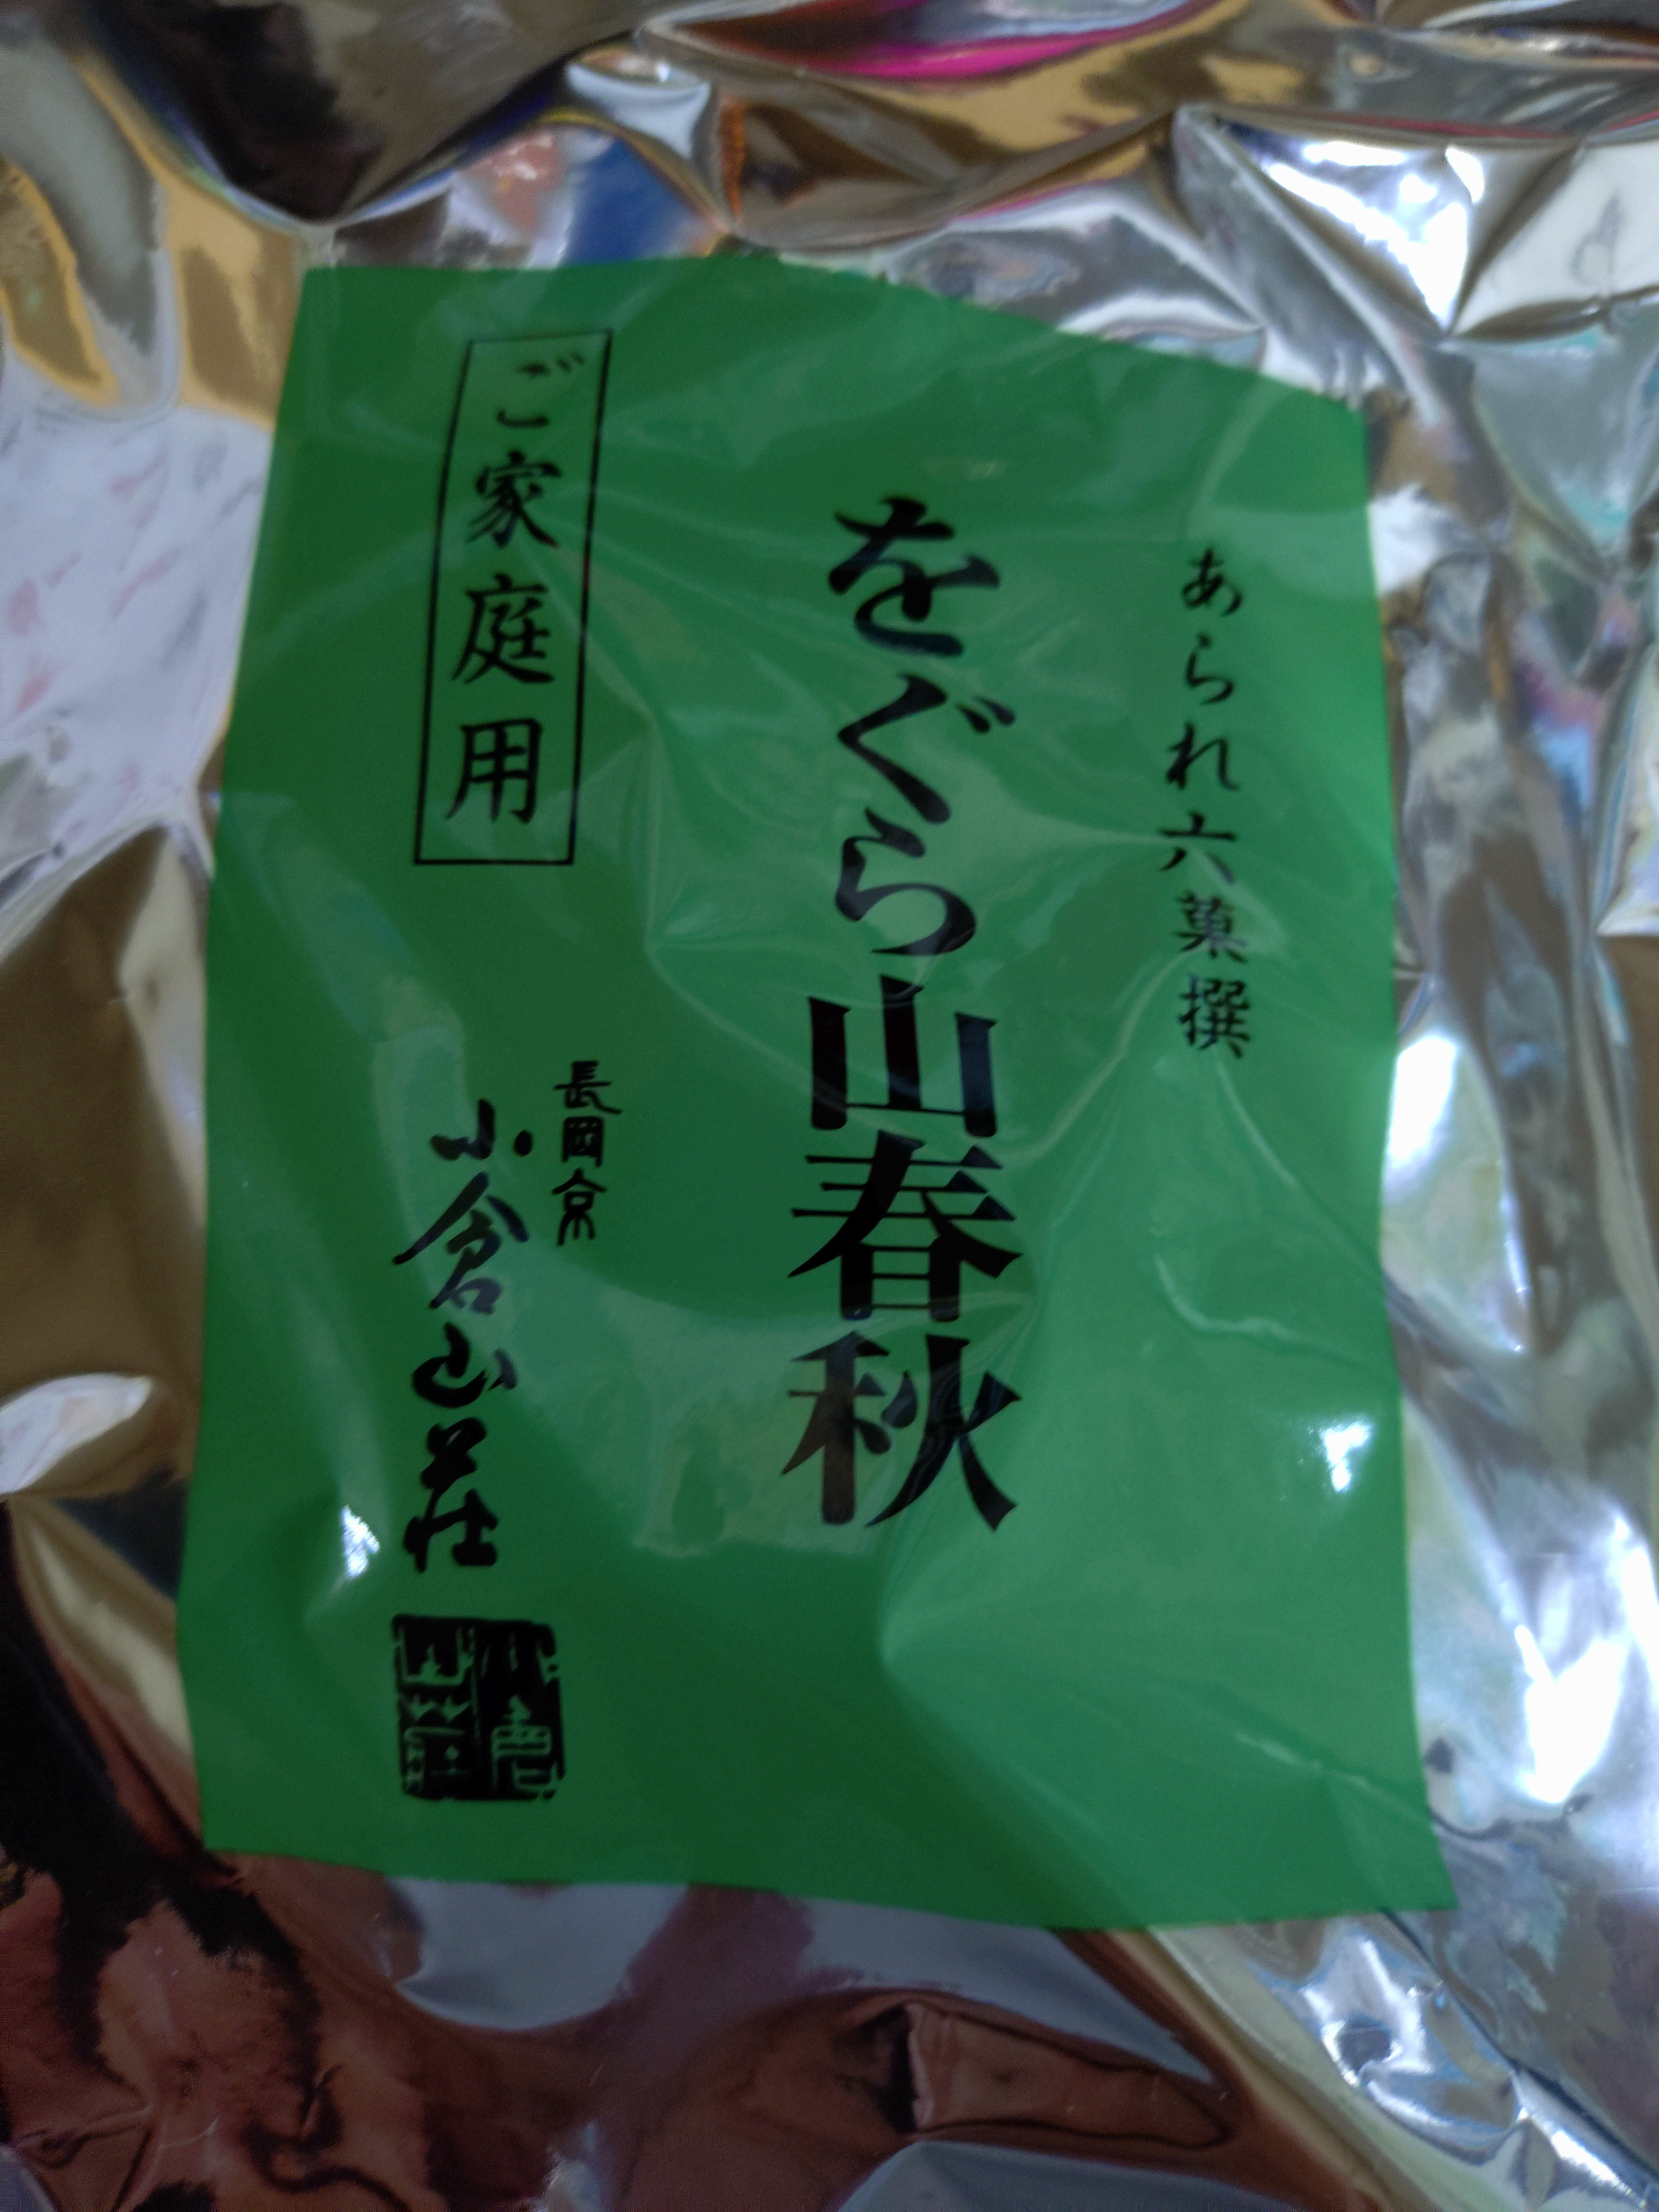 あられ六菓撰
をぐら山春秋
ご家庭用
長岡京
小倉山荘